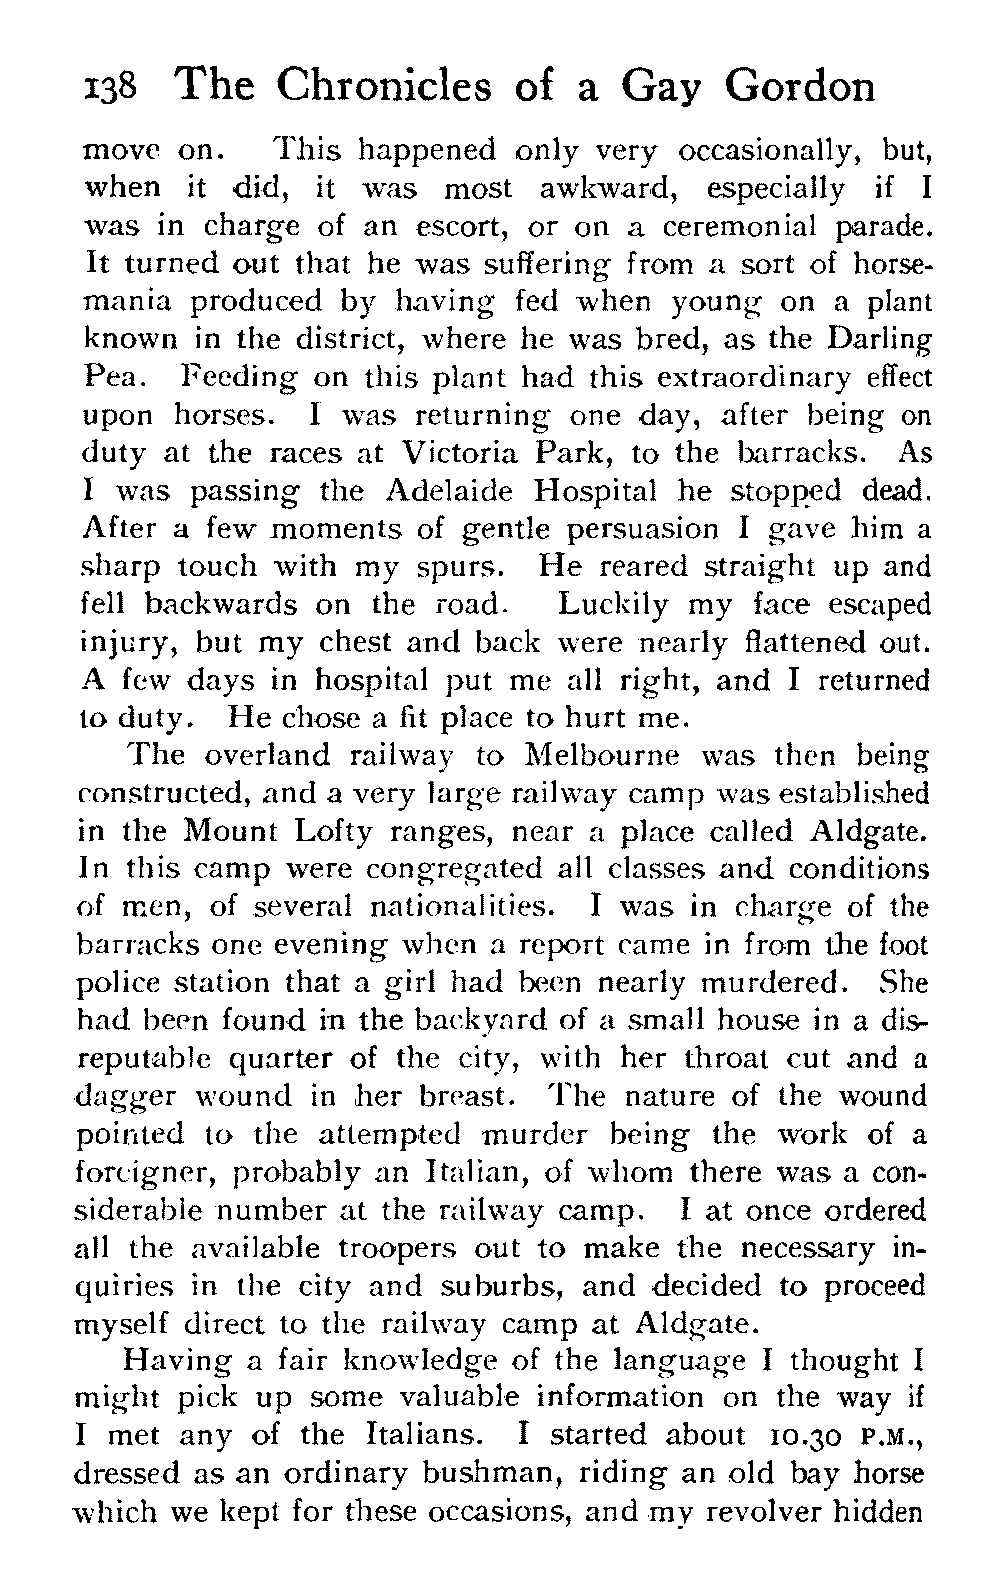 138 The Chronicles of a Gay Gordon
move on. This happened only very occasionally, but,
when it did, it was most awkward, especially if I
was in charge of an escort, or on a ceremonial parade.
It turned out that he was suffering from a sort of horse-
mania produced by having fed when young on a plant
known in the district, where he was bred, as the Darling
Pea. Feeding on this plant had this extraordinary effect
upon horses. I was returning one day, after being on
duty at the races at Victoria Park, to the barracks. As
I was passing the Adelaide Hospital he stopped dead.
After a few moments of gentle persuasion I gave him a
sharp touch with my spurs. He reared straight up and
fell backwards on the road. Luckily my face escaped
injury, but my chest and back were nearly flattened out.
A few days in hospital put me all right, and I returned
to duty. He chose a fit place to hurt me.
The overland railway to Melbourne was then being
constructed, and a very large railway camp was established
in the Mount Lofty ranges, near a place called Aldgate.
In this camp were congregated all classes and conditions
of men, of several nationalities. I was in charge of the
barracks one evening when a report came in from the foot
police station that a girl had been nearly murdered. She
had been found in the backyard of a small house in a dis-
reputable quarter of the city, with her throat cut and a
dagger wound in her breast. The nature of the wound
pointed to the attempted murder being the work of a
foreigner, probably an Italian, of whom there was a con-
siderable number at the railway camp. I at once ordered
all the available troopers out to make the necessary in-
quiries in the city and suburbs, and decided to proceed
myself direct to the railway camp at Aldgate.
Having a fair knowledge of the language I thought I
might pick up some valuable information on the way if
I met any of the Italians. I started about 10.30 P.M.,
dressed as an ordinary bushman, riding an old bay horse
which we kept for these occasions, and my revolver hidden